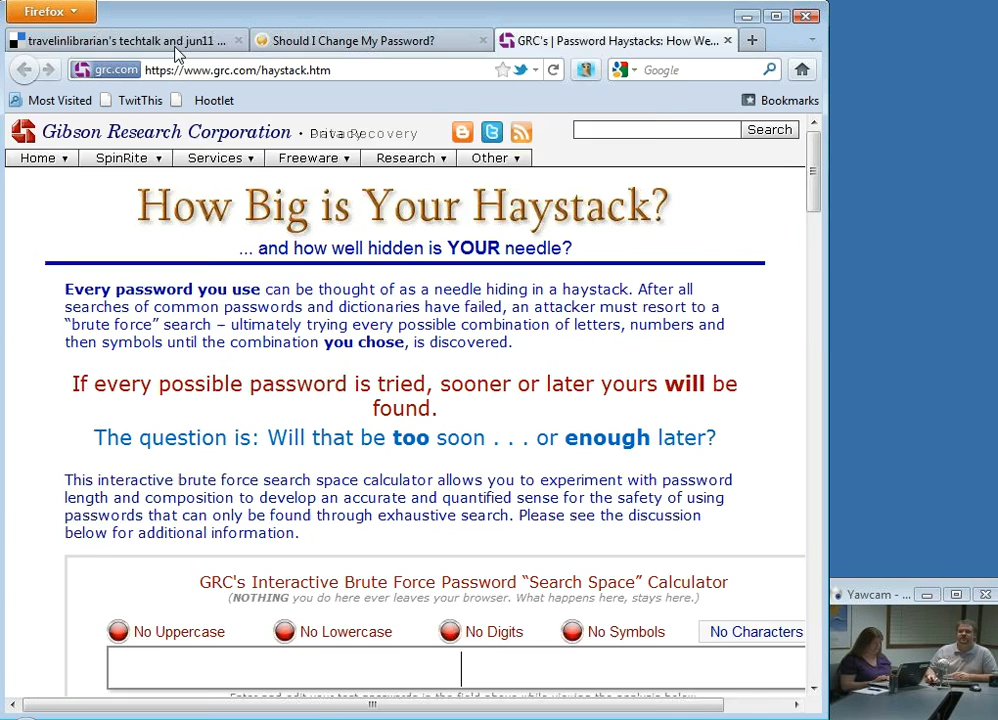 Firefox
travelinlibrarian's techtalk and jun11 ...
Should I Change My Password?
GRC's | Password Haystacks: How We...
grc.com
https://www.grc.com/haystack.htm
Google
Most Visited
TwitThis
Hootlet
Bookmarks
Gibson Research Corporation ·
Recovery
Search
Home
SpinRite
Services
Freeware
Research
Other
How Big is Your Haystack?
... and how well hidden is YOUR needle?
Every password you use can be thought of as a needle hiding in a haystack. After all
searches of common passwords and dictionaries have failed, an attacker must resort to a
“brute force” search – ultimately trying every possible combination of letters, numbers and
then symbols until the combination you chose, is discovered.
If every possible password is tried, sooner or later yours will be
found.
The question is: Will that be too soon . . . or enough later?
This interactive brute force search space calculator allows you to experiment with password
length and composition to develop an accurate and quantified sense for the safety of using
passwords that can only be found through exhaustive search. Please see the discussion
below for additional information.
GRC's Interactive Brute Force Password “Search Space” Calculator
(NOTHING you do here ever leaves your browser. What happens here, stays here.)
No Uppercase
No Lowercase
No Digits
No Symbols
No Characters
Yawcam - ...